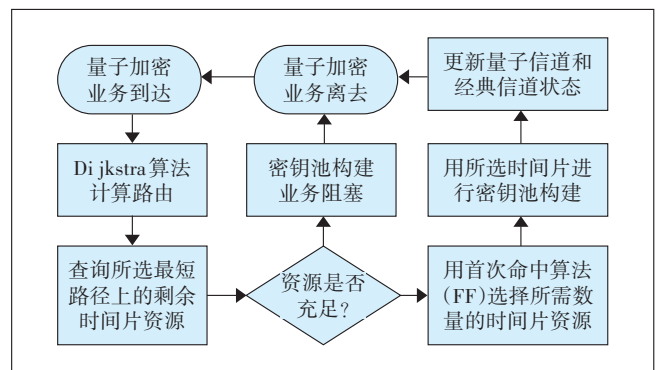 量子加密
业务到达
量子加密
业务离去
更新量子信道和
经典信道状态
Dijkstra算法
计算路由
密钥池构建
业务阻塞
用所选时间片进
行密钥池构建
查询所选最短
路径上的剩余
时间片资源
资源是否
充足？
用首次命中算法
(FF)选择所需数
量的时间片资源